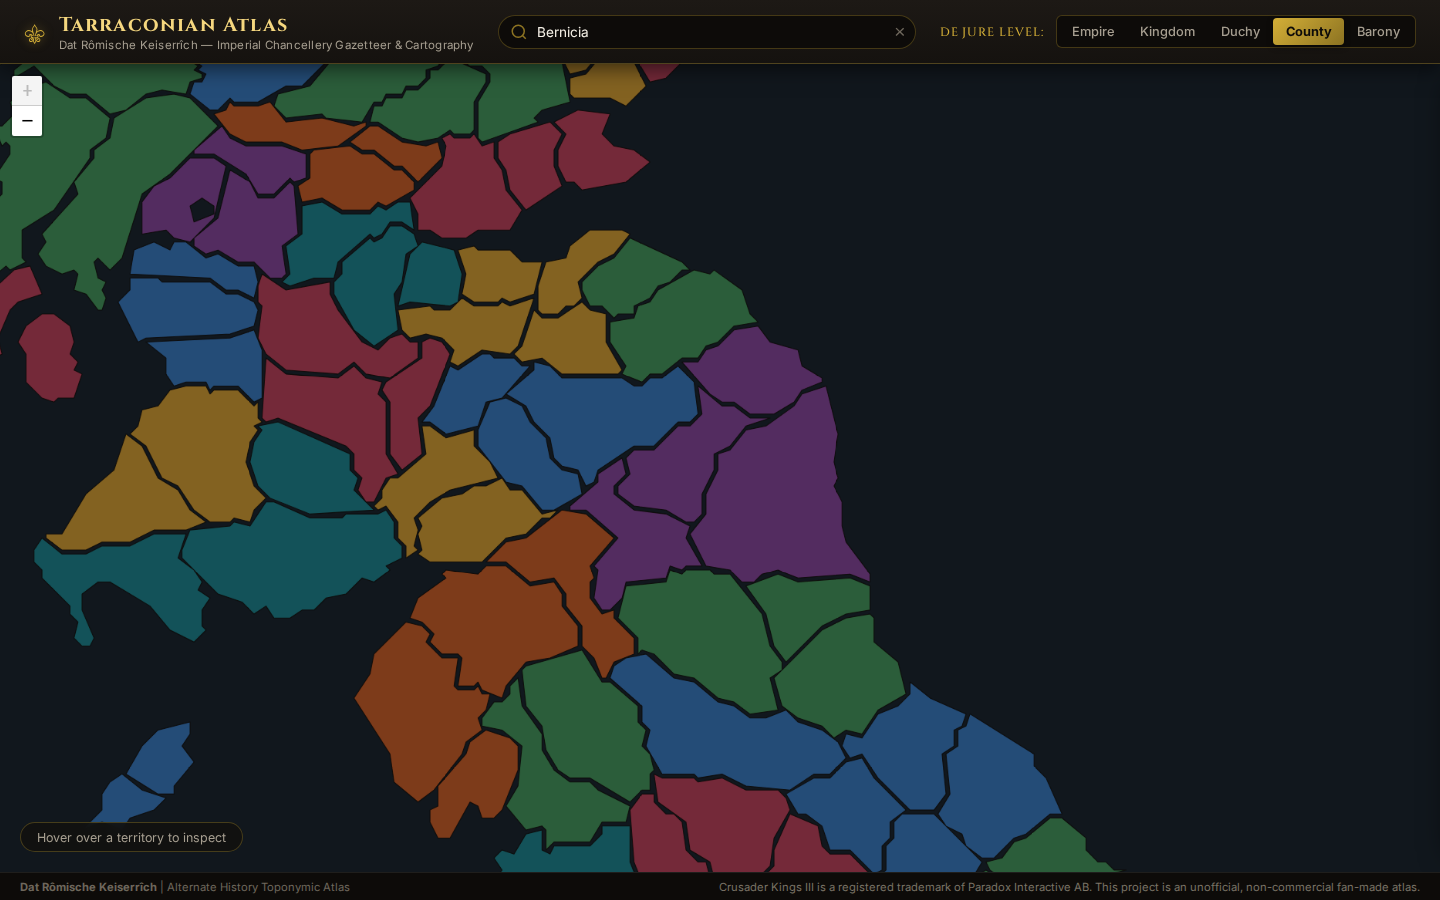 Tarraconian Atlas
Dat Römische Keiserrīch — Imperial Chancellery Gazetteer & Cartography
Bernicia
×
DE JURE LEVEL:
Empire
Kingdom
Duchy
County
Barony
+
−
Hover over a territory to inspect
Dat Römische Keiserrīch | Alternate History Toponymic Atlas
Crusader Kings III is a registered trademark of Paradox Interactive AB. This project is an unofficial, non-commercial fan-made atlas.